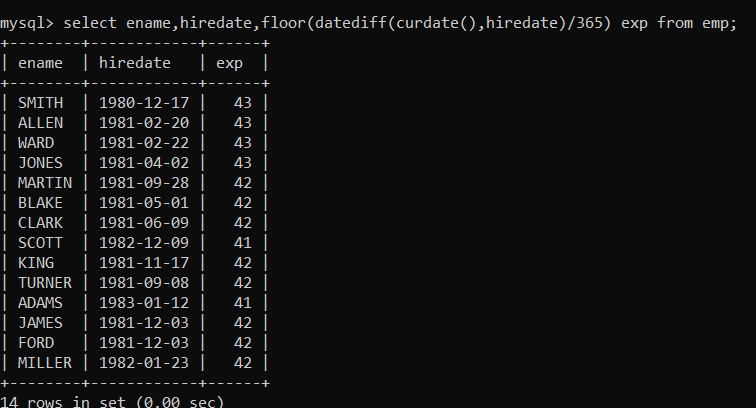 mysql> select ename,hiredate,floor(datediff(curdate(),hiredate)/365) exp from emp;
+--------+------------+------+
| ename  | hiredate   | exp  |
+--------+------------+------+
| SMITH  | 1980-12-17 |   43 |
| ALLEN  | 1981-02-20 |   43 |
| WARD   | 1981-02-22 |   43 |
| JONES  | 1981-04-02 |   43 |
| MARTIN | 1981-09-28 |   42 |
| BLAKE  | 1981-05-01 |   42 |
| CLARK  | 1981-06-09 |   42 |
| SCOTT  | 1982-12-09 |   41 |
| KING   | 1981-11-17 |   42 |
| TURNER | 1981-09-08 |   42 |
| ADAMS  | 1983-01-12 |   41 |
| JAMES  | 1981-12-03 |   42 |
| FORD   | 1981-12-03 |   42 |
| MILLER | 1982-01-23 |   42 |
+--------+------------+------+
14 rows in set (0.00 sec)